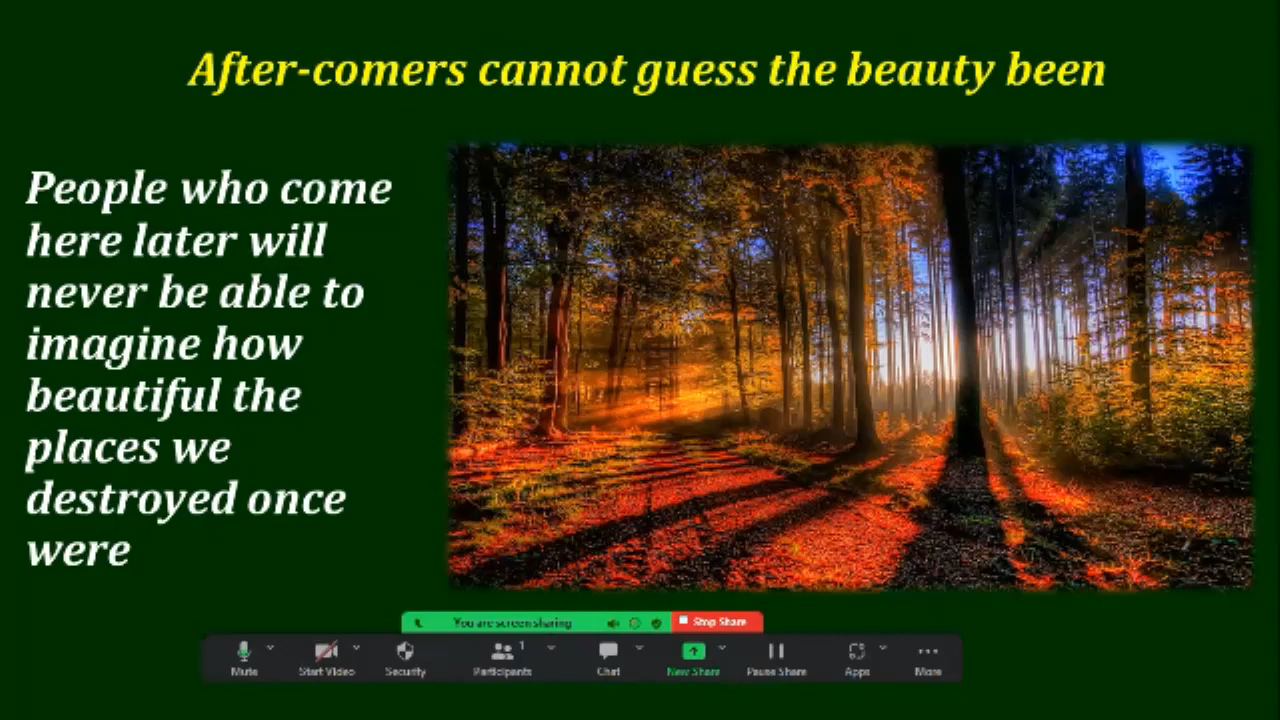 After-comers cannot guess the beauty been
People who come
here later will
never be able to
imagine how
beautiful the
places we
destroyed once
were
You are screen sharing
Stop Share
1
Mute
Start Video
Security
Participants
Chat
New Share
Pause Share
Apps
More